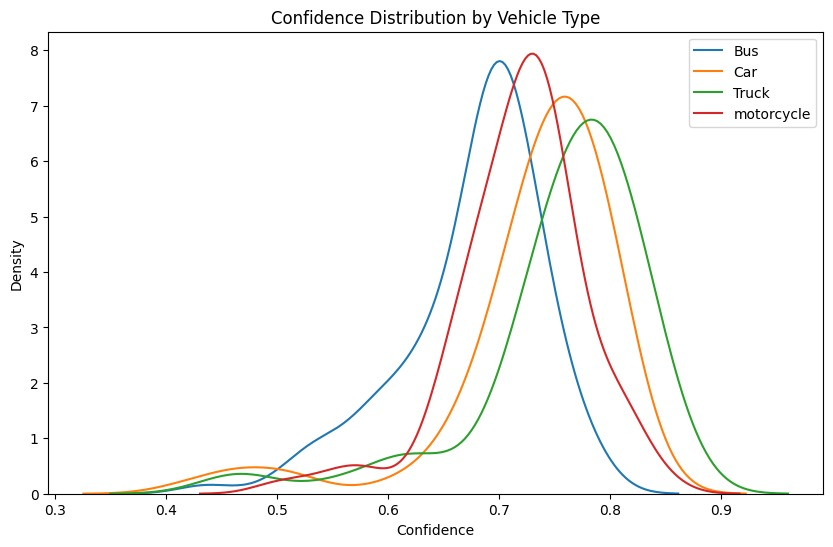 Confidence Distribution by Vehicle Type
Bus
Car
Truck
motorcycle
Density
8
7
6
5
4
3
2
1
0
0.3 0.4 0.5 0.6 0.7 0.8 0.9
Confidence